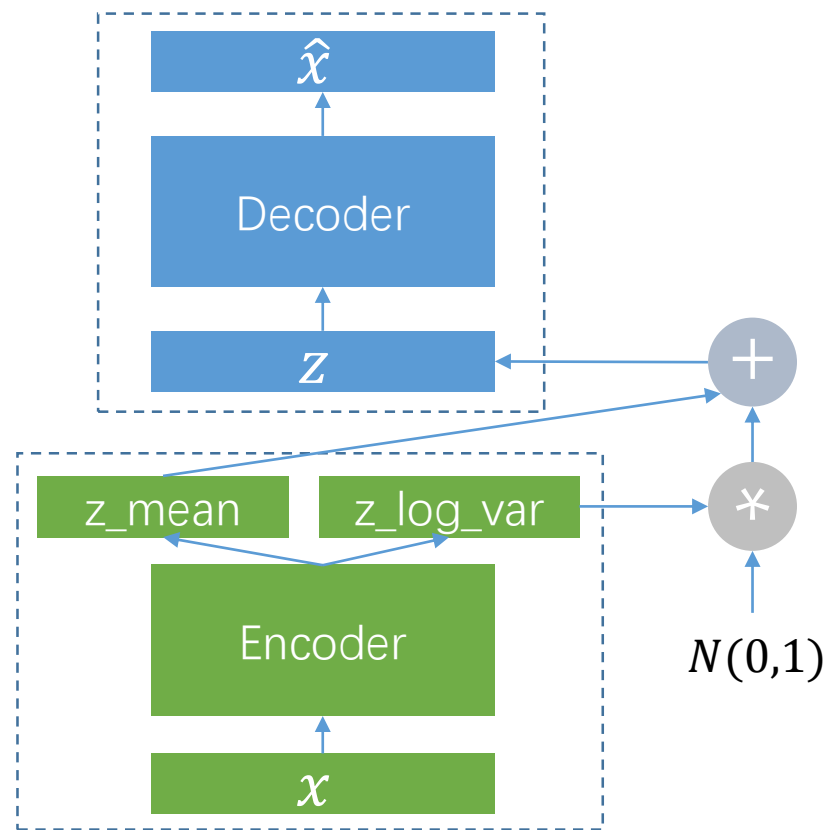 x̂
Decoder
z
+
z_mean
z_log_var
*
Encoder
N(0,1)
x